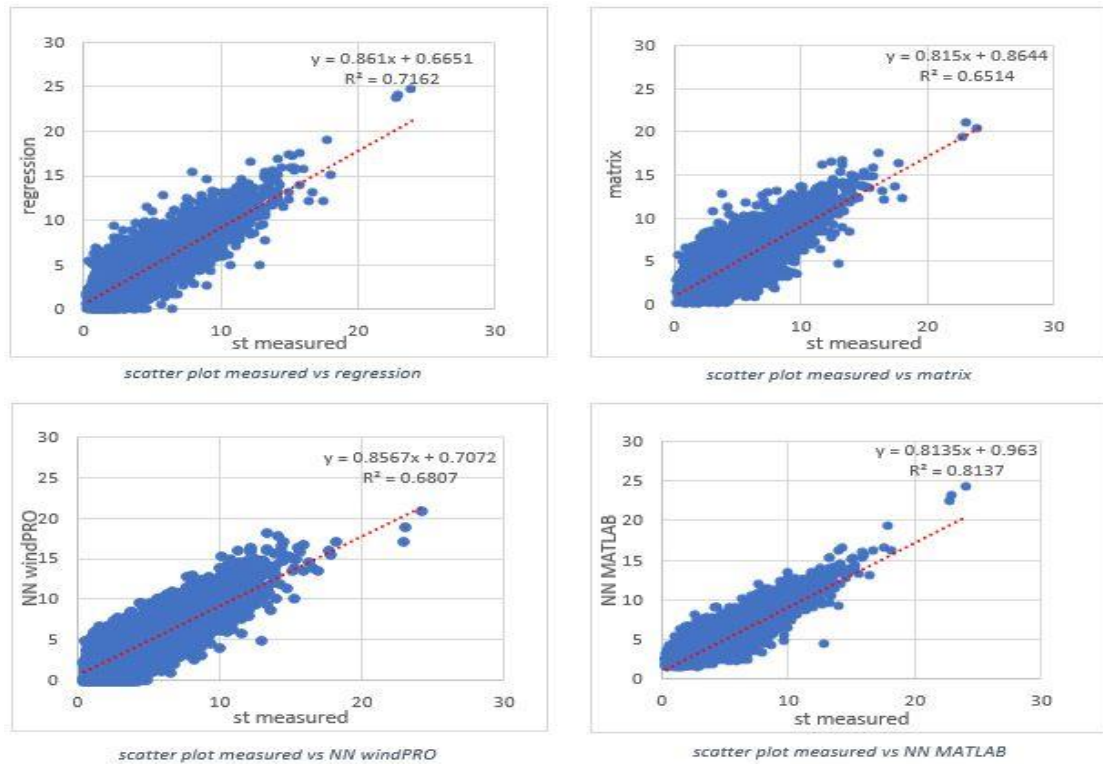 30
25
20
15
10
5
0
regression
y = 0.861x + 0.6651
R² = 0.7162
0 10 20 30
st measured
scatter plot measured vs regression
30
25
20
15
10
5
0
matrix
y = 0.815x + 0.8644
R² = 0.6514
0 10 20 30
st measured
scatter plot measured vs matrix
30
25
20
15
10
5
0
NN windPRO
y = 0.8567x + 0.7072
R² = 0.6807
0 10 20 30
st measured
scatter plot measured vs NN windPRO
30
25
20
15
10
5
0
NN MATLAB
y = 0.8135x + 0.963
R² = 0.8137
0 10 20 30
st measured
scatter plot measured vs NN MATLAB